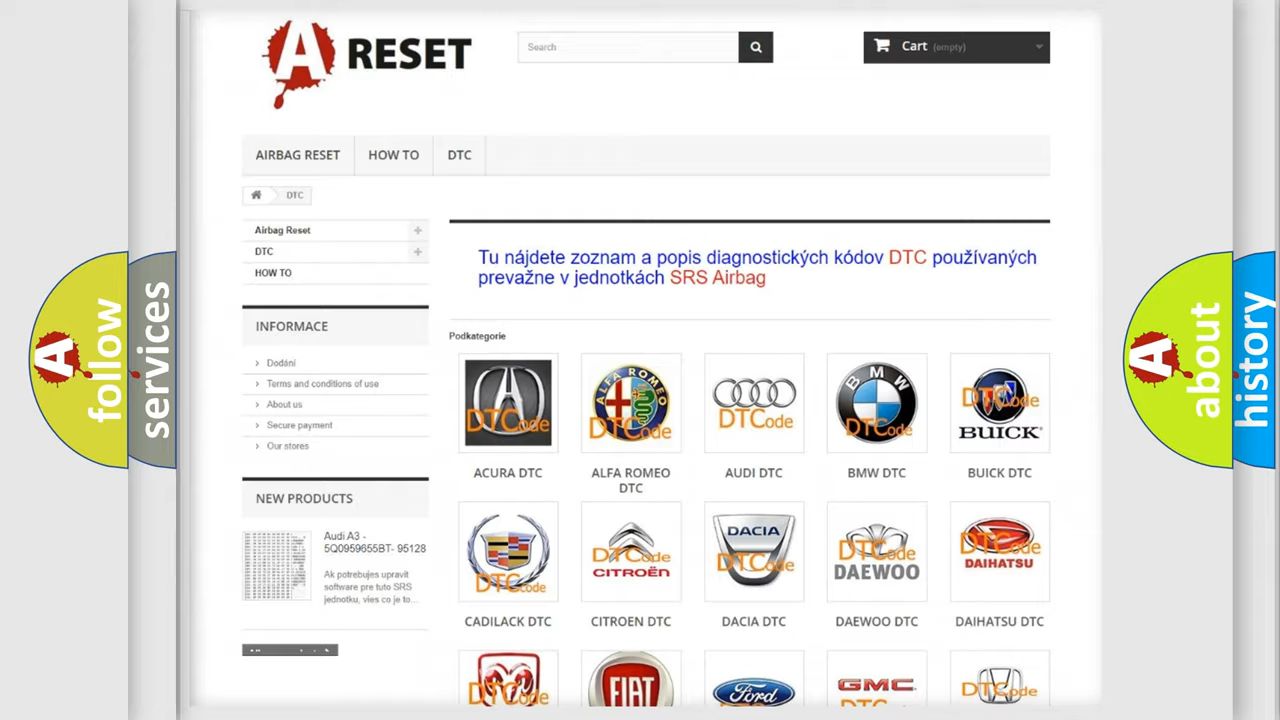 A RESET
Search
Cart (empty)
AIRBAG RESET
HOW TO
DTC
DTC
Airbag Reset
DTC
HOW TO
INFORMACE
Dodání
Terms and conditions of use
About us
Secure payment
Our stores
NEW PRODUCTS
Audi A3 -
5Q0959655BT- 95128
Ak potrebujes upravit
software pre tuto SRS
jednotku, vies co je to...
Tu nájdete zoznam a popis diagnostických kódov DTC používaných
prevažne v jednotkách SRS Airbag
Podkategorie
DTCode
ALFA ROMEO
DTCode
DTCode
BMW
DTCode
DTCode
BUICK
ACURA DTC
ALFA ROMEO
DTC
AUDI DTC
BMW DTC
BUICK DTC
DTCode
DTCode
CITROËN
DACIA
DTCode
DTCode
DAEWOO
DTCode
DAIHATSU
CADILACK DTC
CITROEN DTC
DACIA DTC
DAEWOO DTC
DAIHATSU DTC
DTCode
FIAT
Ford
GMC
DTCode
A follow
services
A about
history